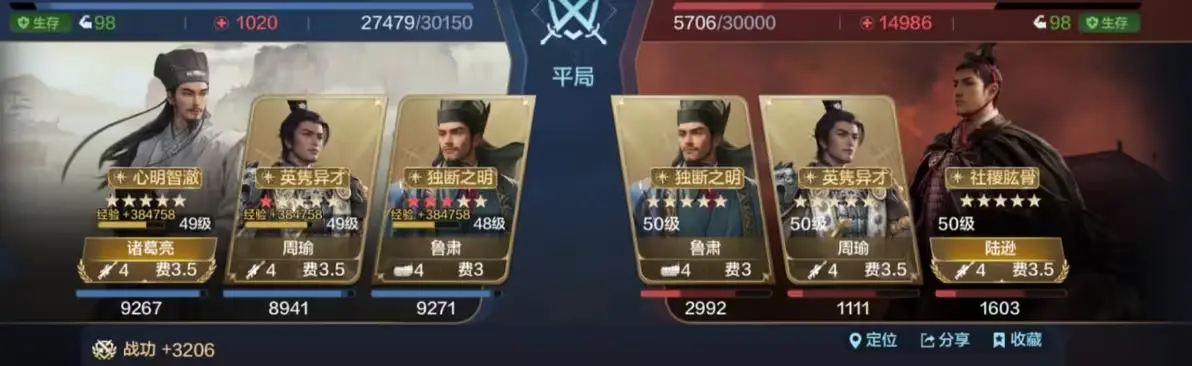 生存 98 1020 27479/30150
平局
5706/30000 14986 98 生存
心明智澈
经验 +384758
49级
诸葛亮
4 费3.5
9267
英隽异才
经验 +384758
49级
周瑜
4 费3.5
8941
独断之明
经验 +384758
48级
鲁肃
4 费3
9271
独断之明
50级
鲁肃
4 费3
2992
英隽异才
50级
周瑜
4 费3.5
1111
社稷肱骨
50级
陆逊
4 费3.5
1603
战功 +3206
定位 分享 收藏